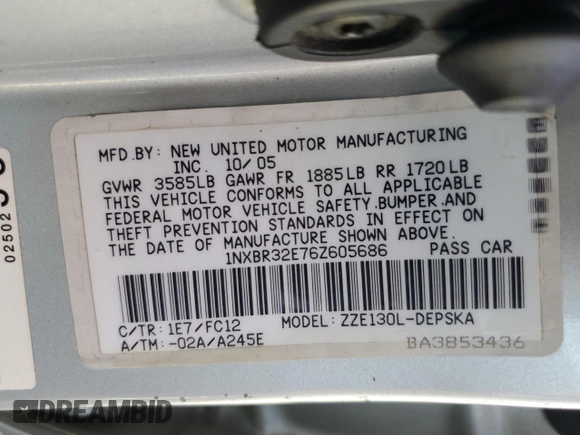 MFD.BY: NEW UNITED MOTOR MANUFACTURING
INC. 10/05
GVWR 3585LB GAWR FR 1885LB RR 1720LB
THIS VEHICLE CONFORMS TO ALL APPLICABLE
FEDERAL MOTOR VEHICLE SAFETY,BUMPER,AND
THEFT PREVENTION STANDARDS IN EFFECT ON
THE DATE OF MANUFACTURE SHOWN ABOVE.
1NXBR32E76Z605686 PASS CAR
C/TR: 1E7/FC12 MODEL: ZZE130L-DEPSKA
A/TM: -02A/A245E
BA3853436
02502
DREAMBID